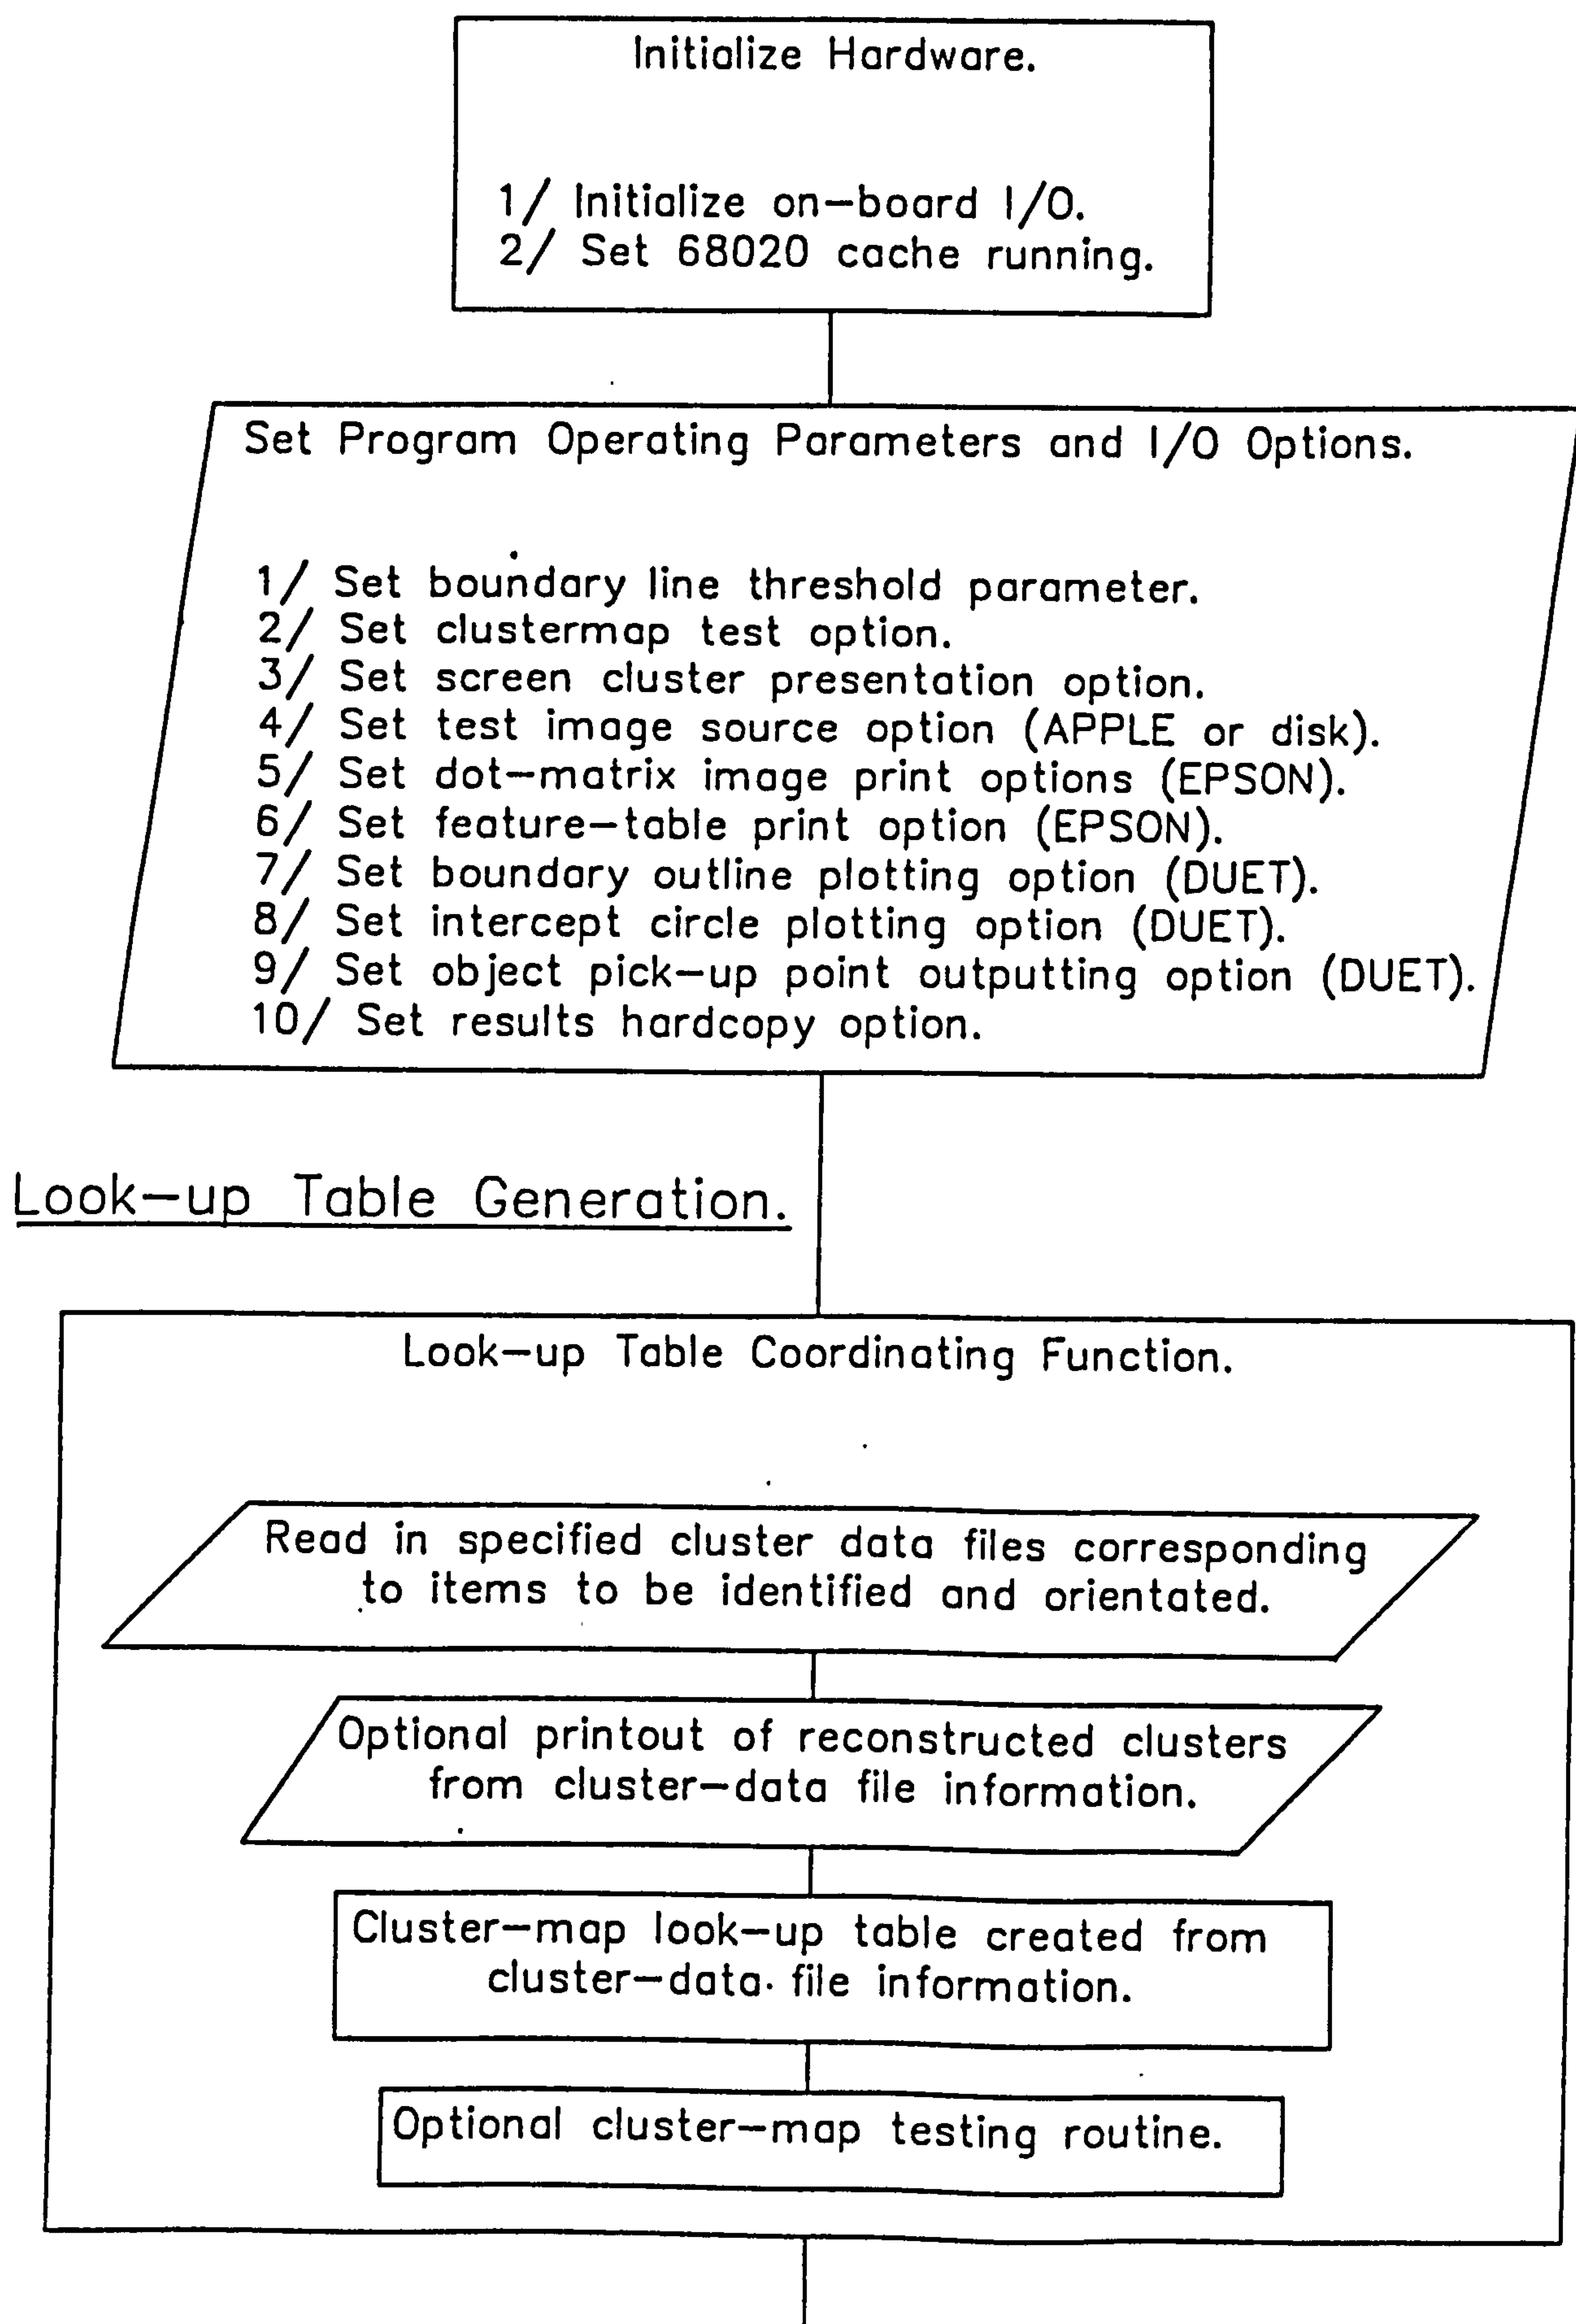 Initialize Hardware.
1/ Initialize on-board I/O.
2/ Set 68020 cache running.
Set Program Operating Parameters and I/O Options.
1/ Set boundary line threshold parameter.
2/ Set clustermap test option.
3/ Set screen cluster presentation option.
4/ Set test image source option (APPLE or disk).
5/ Set dot-matrix image print options (EPSON).
6/ Set feature-table print option (EPSON).
7/ Set boundary outline plotting option (DUET).
8/ Set intercept circle plotting option (DUET).
9/ Set object pick-up point outputting option (DUET).
10/ Set results hardcopy option.
Look-up Table Generation.
Look-up Table Coordinating Function.
Read in specified cluster data files corresponding
to items to be identified and orientated.
Optional printout of reconstructed clusters
from cluster-data file information.
Cluster-map look-up table created from
cluster-data file information.
Optional cluster-map testing routine.